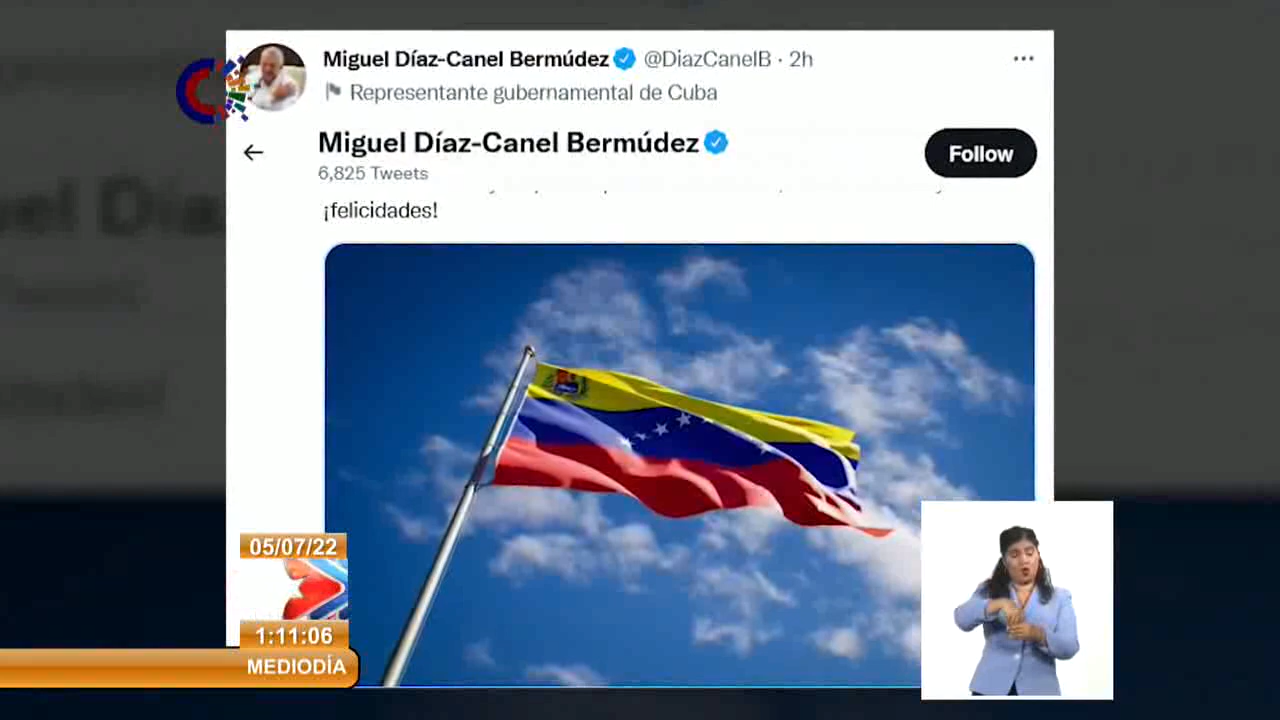 Miguel Díaz-Canel Bermúdez @DiazCanelB · 2h
Representante gubernamental de Cuba
Miguel Díaz-Canel Bermúdez
6,825 Tweets
Follow
¡felicidades!
05/07/22
1:11:06
MEDIODÍA